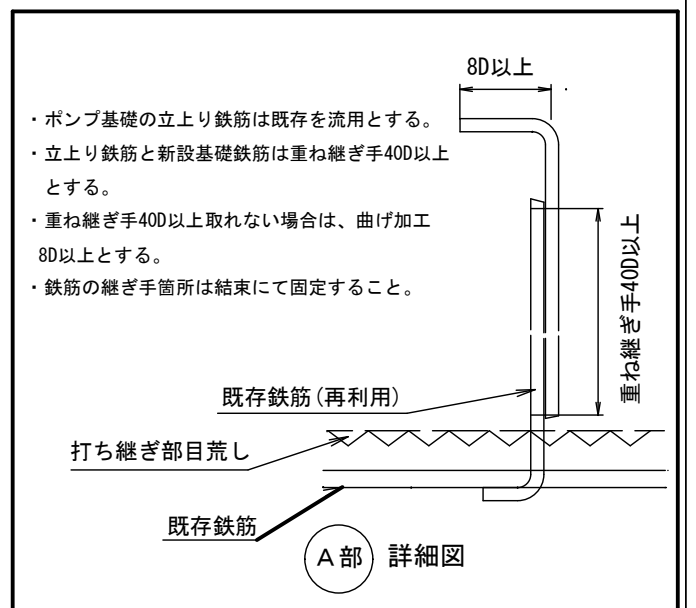 8D以上
・ポンプ基礎の立上り鉄筋は既存を流用とする。
・立上り鉄筋と新設基礎鉄筋は重ね継ぎ手40D以上
とする。
・重ね継ぎ手40D以上取れない場合は、曲げ加工
8D以上とする。
・鉄筋の継ぎ手箇所は結束にて固定すること。
重ね継ぎ手40D以上
既存鉄筋(再利用)
打ち継ぎ部目荒し
既存鉄筋
A部 詳細図